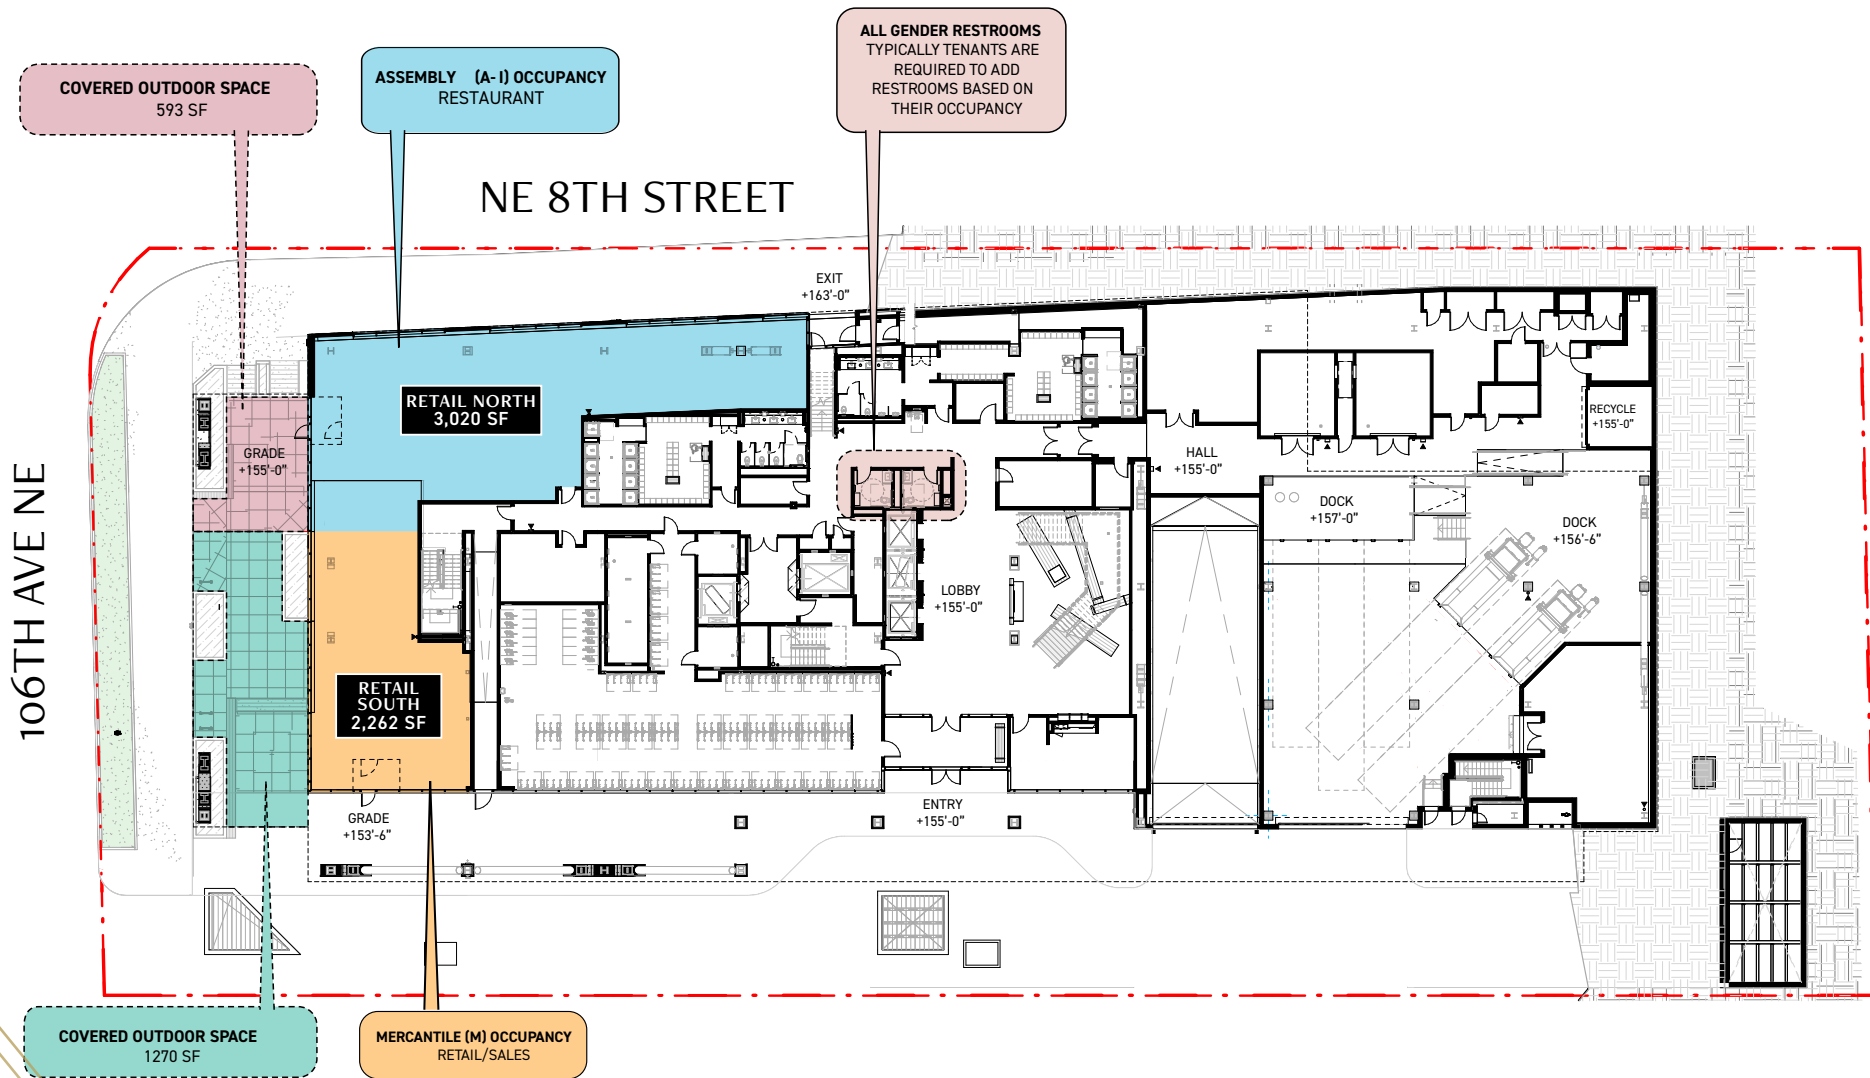 ALL GENDER RESTROOMS
TYPICALLY TENANTS ARE
REQUIRED TO ADD
RESTROOMS BASED ON
THEIR OCCUPANCY
ASSEMBLY (A-I) OCCUPANCY
RESTAURANT
COVERED OUTDOOR SPACE
593 SF
NE 8TH STREET
EXIT
+163'-0"
RETAIL NORTH
3,020 SF
RECYCLE
+155'-0"
GRADE
+155'-0"
HALL
+155'-0"
DOCK
+157'-0"
DOCK
+156'-6"
106TH AVE NE
LOBBY
+155'-0"
RETAIL
SOUTH
2,262 SF
GRADE
+153'-6"
ENTRY
+155'-0"
COVERED OUTDOOR SPACE
1270 SF
MERCANTILE (M) OCCUPANCY
RETAIL/SALES